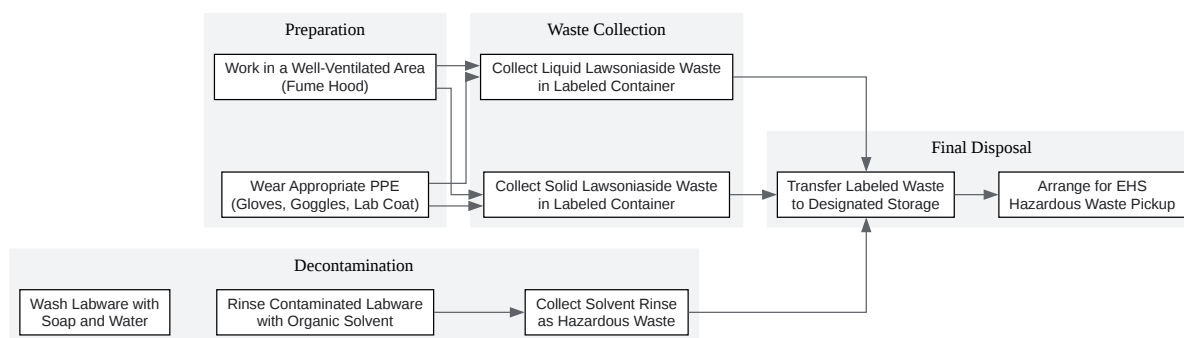 Preparation
Work in a Well-Ventilated Area
(Fume Hood)
Wear Appropriate PPE
(Gloves, Goggles, Lab Coat)
Waste Collection
Collect Liquid Lawsoniaside Waste
in Labeled Container
Collect Solid Lawsoniaside Waste
in Labeled Container
Final Disposal
Transfer Labeled Waste
to Designated Storage
Arrange for EHS
Hazardous Waste Pickup
Decontamination
Wash Labware with
Soap and Water
Rinse Contaminated Labware
with Organic Solvent
Collect Solvent Rinse
as Hazardous Waste